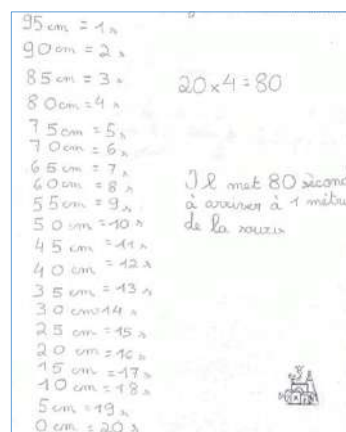 95 cm = 1 s
90 cm = 2 s
85 cm = 3 s
80 cm = 4 s
75 cm = 5 s
70 cm = 6 s
65 cm = 7 s
60 cm = 8 s
55 cm = 9 s
50 cm = 10 s
45 cm = 11 s
40 cm = 12 s
35 cm = 13 s
30 cm = 14 s
25 cm = 15 s
20 cm = 16 s
15 cm = 17 s
10 cm = 18 s
5 cm = 19 s
0 cm = 20 s
20 x 4 = 80
Il met 80 second
à arriver à 1 mètre
de la souris